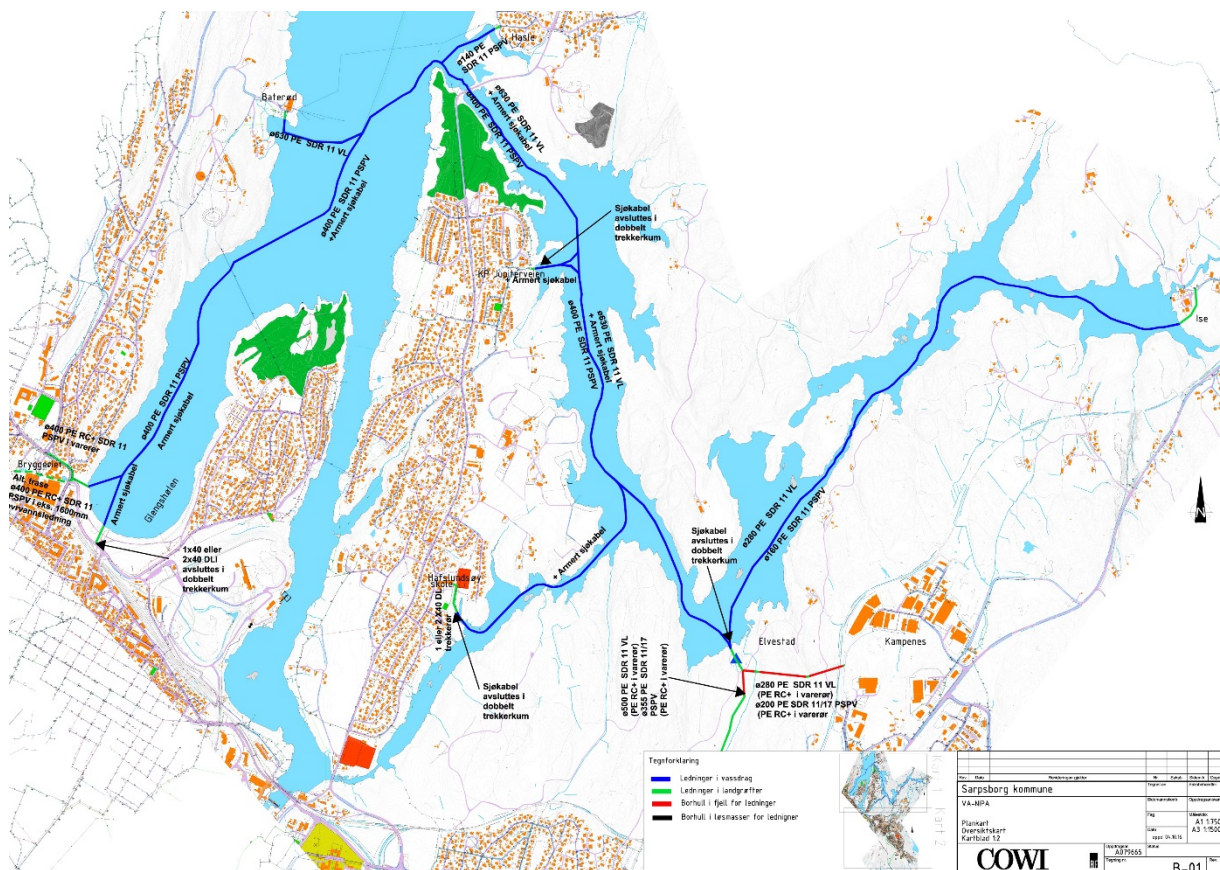 Hasle
ø140 PE
SDR 11 PSPV
Baterød
ø630 PE SDR 11 VL
ø630 PE SDR 11 VL
+ Armert sjøkabel
ø400 PE SDR 11 PSPV
ø400 PE SDR 11 PSPV
+Armert sjøkabel
Sjøkabel
avsluttes i
dobbelt
trekkerkum
KP Jupiterveien
+ Armert sjøkabel
Ise
ø630 PE SDR 11 VL
+ Armert sjøkabel
ø400 PE SDR 11 PSPV
ø400 PE SDR 11 PSPV
Armert sjøkabel
ø400 PE RC+ SDR 11
PSPV i varerør
Alt. trase
ø400 PE RC+ SDR 11
PSPV i eks. 1600mm
Armert sjøkabel
Glengshølen
ø280 PE SDR 11 VL
ø160 PE SDR 11 PSPV
1x40 eller
2x40 DLI
avsluttes i
dobbelt
trekkerkum
Hafslundsøy
skole
+ Armert sjøkabel
1 eller 2 X40 DLI
trekkerør
Sjøkabel
avsluttes i
dobbelt
trekkerkum
Elvestad
Kampenes
Sjøkabel
avsluttes i
dobbelt
trekkerkum
ø500 PE SDR 11 VL
(PE RC+ i varerør)
ø355 PE SDR 11/17
PSPV
(PE RC+ i varerør)
ø280 PE SDR 11 VL
(PE RC+ i varerør)
ø200 PE SDR 11/17 PSPV
(PE RC+ i varerør
N
Tegnforklaring
Ledninger i vassdrag
Ledninger i landgrøfter
Borhull i fjell for ledninger
Borhull i løsmasser for ledninger
Sarpsborg kommune
VA-NPA
Plankart
Oversiktskart
Kartblad 1:2
A079665
COWI
B-01